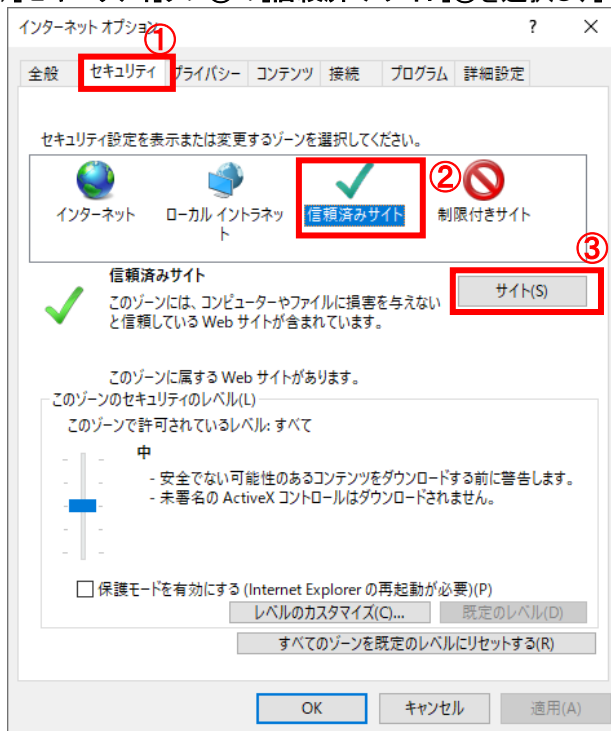 インターネット オプション ? ×
①
全般 セキュリティ プライバシー コンテンツ 接続 プログラム 詳細設定
セキュリティ設定を表示または変更するゾーンを選択してください。
②
インターネット ローカル イントラネッ 信頼済みサイト 制限付きサイト
ト
③
信頼済みサイト
サイト(S)
このゾーンには、コンピューターやファイルに損害を与えない
と信頼している Web サイトが含まれています。
このゾーンに属する Web サイトがあります。
このゾーンのセキュリティのレベル(L)
このゾーンで許可されているレベル: すべて
中
- 安全でない可能性のあるコンテンツをダウンロードする前に警告します。
- 未署名の ActiveX コントロールはダウンロードされません。
保護モードを有効にする (Internet Explorer の再起動が必要)(P)
レベルのカスタマイズ(C)... 既定のレベル(D)
すべてのゾーンを既定のレベルにリセットする(R)
OK キャンセル 適用(A)